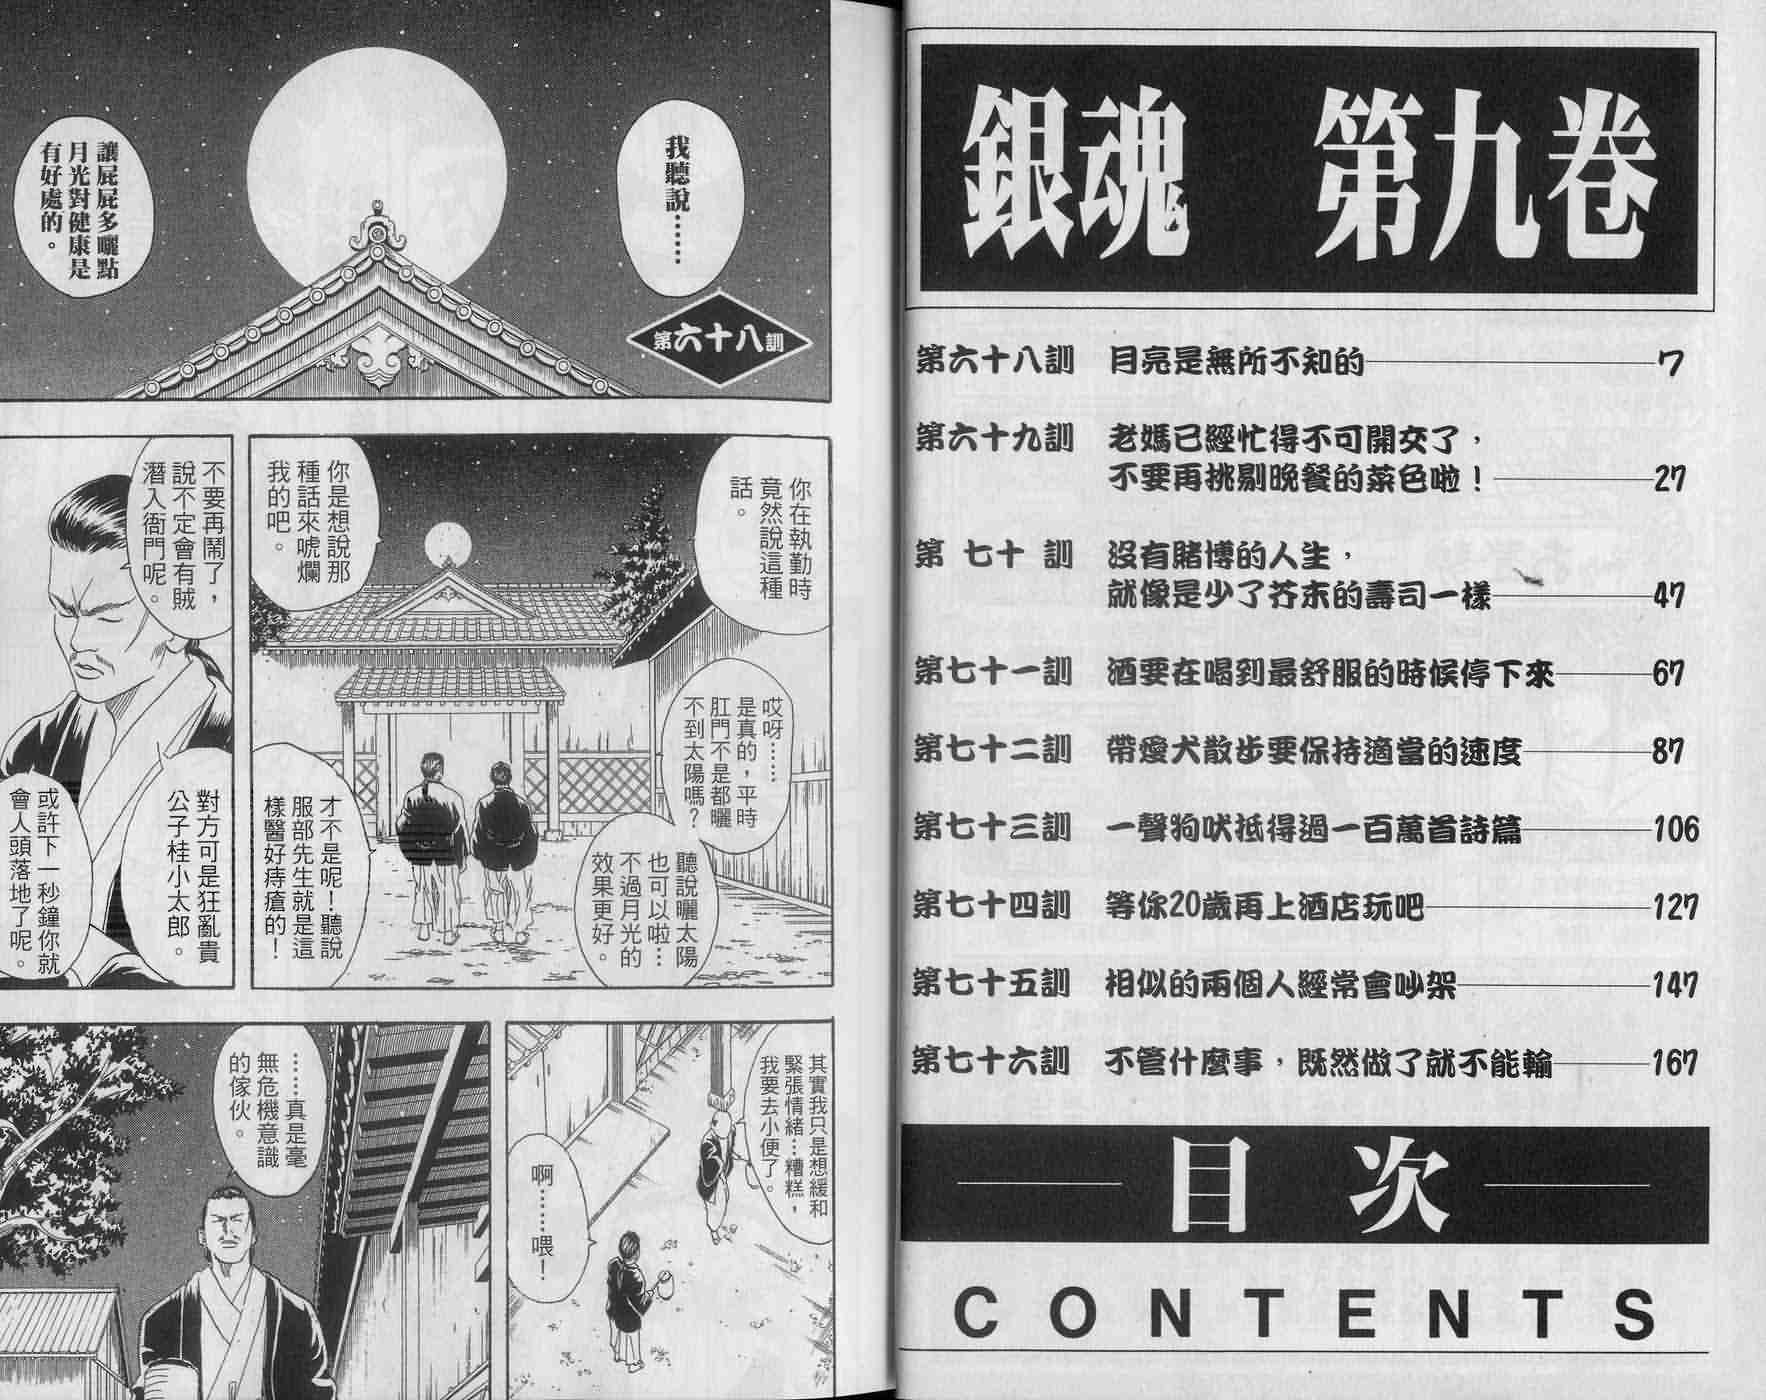 銀魂 第九卷
第六十八訓 月亮是無所不知的 7
第六十九訓 老媽已經忙得不可開交了，
不要再挑剔晚餐的菜色啦！ 27
第七十訓 沒有賭博的人生，
就像是少了芥末的壽司一樣 47
第七十一訓 酒要在喝到最舒服的時候停下來 67
第七十二訓 帶愛犬散步要保持適當的速度 87
第七十三訓 一聲狗吠抵得過一百萬首詩篇 106
第七十四訓 等你20歲再上酒店玩吧 127
第七十五訓 相似的兩個人經常會吵架 147
第七十六訓 不管什麼事，既然做了就不能輸 167
目次
CONTENTS
我聽說……
讓屁屁多曬點
月光對健康是
有好處的。
第六十八訓
你在執勤時
竟然說這種
話。
你是想說那
種話來唬爛
我的吧。
哎呀……
是真的，平時
肛門不是都曬
不到太陽嗎？
聽說曬太陽
也可以啦…
不過月光的
效果更好。
才不是呢！聽說
服部先生就是這
樣醫好痔瘡的！
不要再鬧了，
說不定會有賊
潛入衙門呢。
對方可是狂亂貴
公子桂小太郎。
或許下一秒鐘你就
會人頭落地了呢。
其實我只是想緩和
緊張情緒…糟糕，
我要去小便了。
啊………喂！
……真是毫
無危機意識
的傢伙。